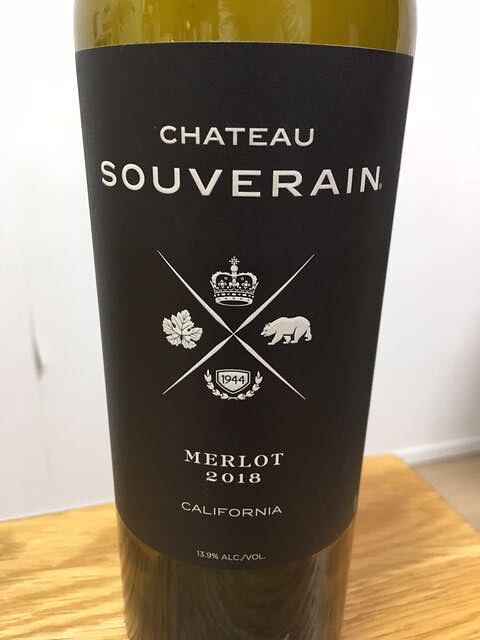 CHATEAU
SOUVERAIN®
1944
MERLOT
2018
CALIFORNIA
13.9% ALC/VOL.